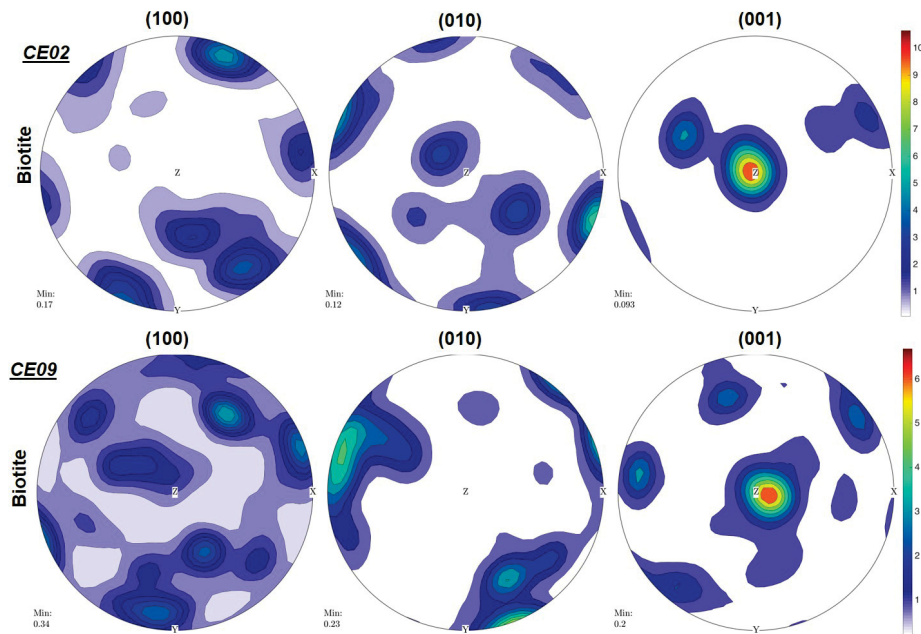 (100) (010) (001)
CE02
Biotite
Z X Y
Z X Y
Z X Y
10
9
8
7
6
5
4
3
2
1
Min:
0.17
Min:
0.12
Min:
0.093
(100) (010) (001)
CE09
Biotite
Z X Y
Z X Y
Z X Y
6
5
4
3
2
1
Min:
0.34
Min:
0.23
Min:
0.2